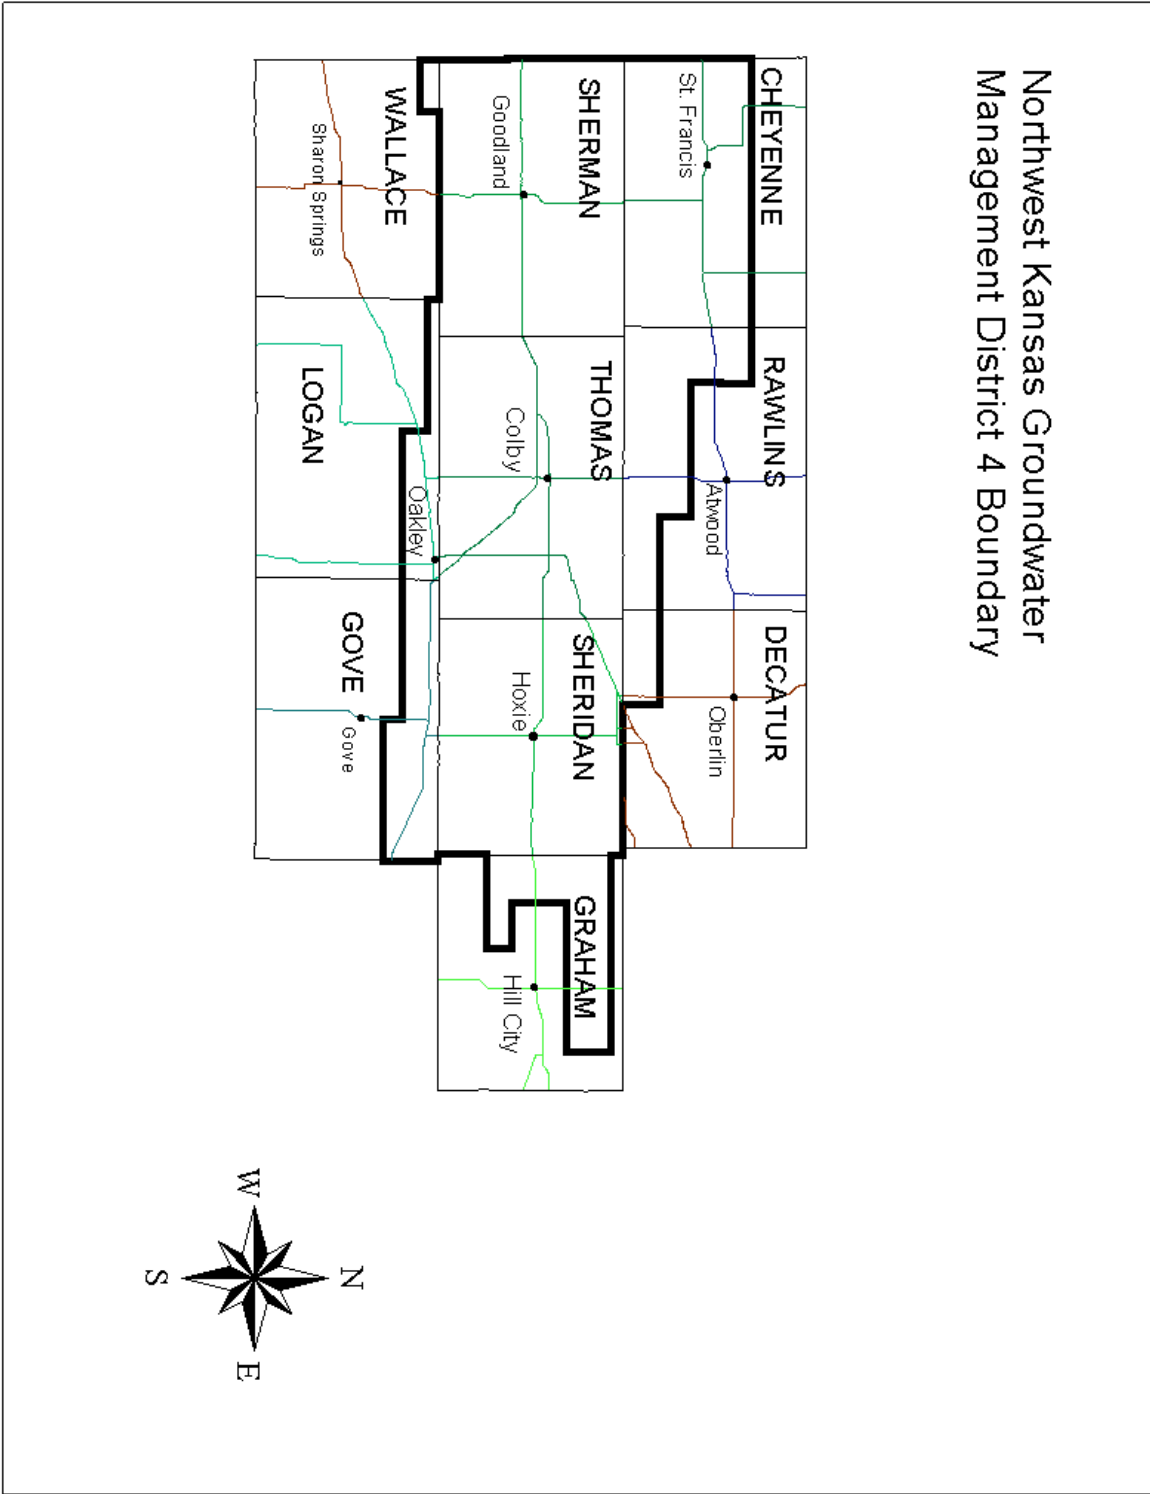 Northwest Kansas Groundwater
Management District 4 Boundary
CHEYENNE
RAWLINS
DECATUR
St. Francis
Atwood
Oberlin
SHERMAN
THOMAS
SHERIDAN
GRAHAM
Goodland
Colby
Hoxie
Hill City
WALLACE
Oakley
LOGAN
GOVE
Sharon Springs
Gove
N
W
E
S